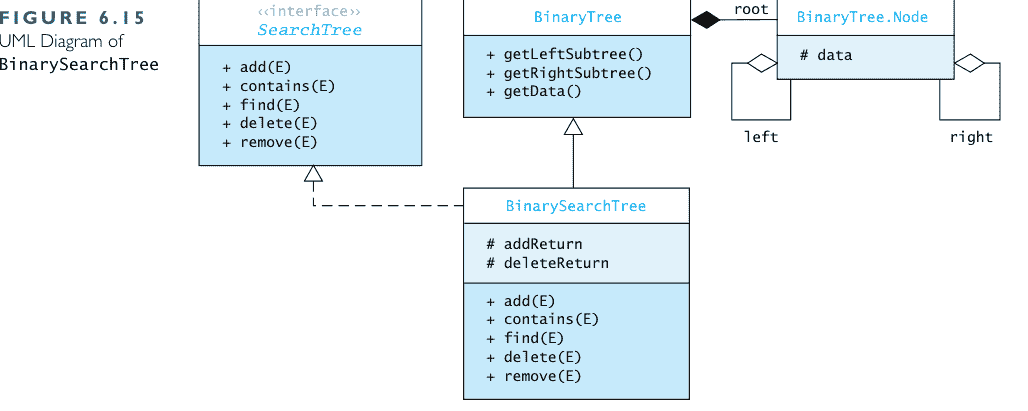 FIGURE 6.15
UML Diagram of
BinarySearchTree
‹‹interface››
SearchTree
+ add(E)
+ contains(E)
+ find(E)
+ delete(E)
+ remove(E)
BinaryTree
+ getLeftSubtree()
+ getRightSubtree()
+ getData()
root
BinaryTree.Node
# data
left
right
BinarySearchTree
# addReturn
# deleteReturn
+ add(E)
+ contains(E)
+ find(E)
+ delete(E)
+ remove(E)